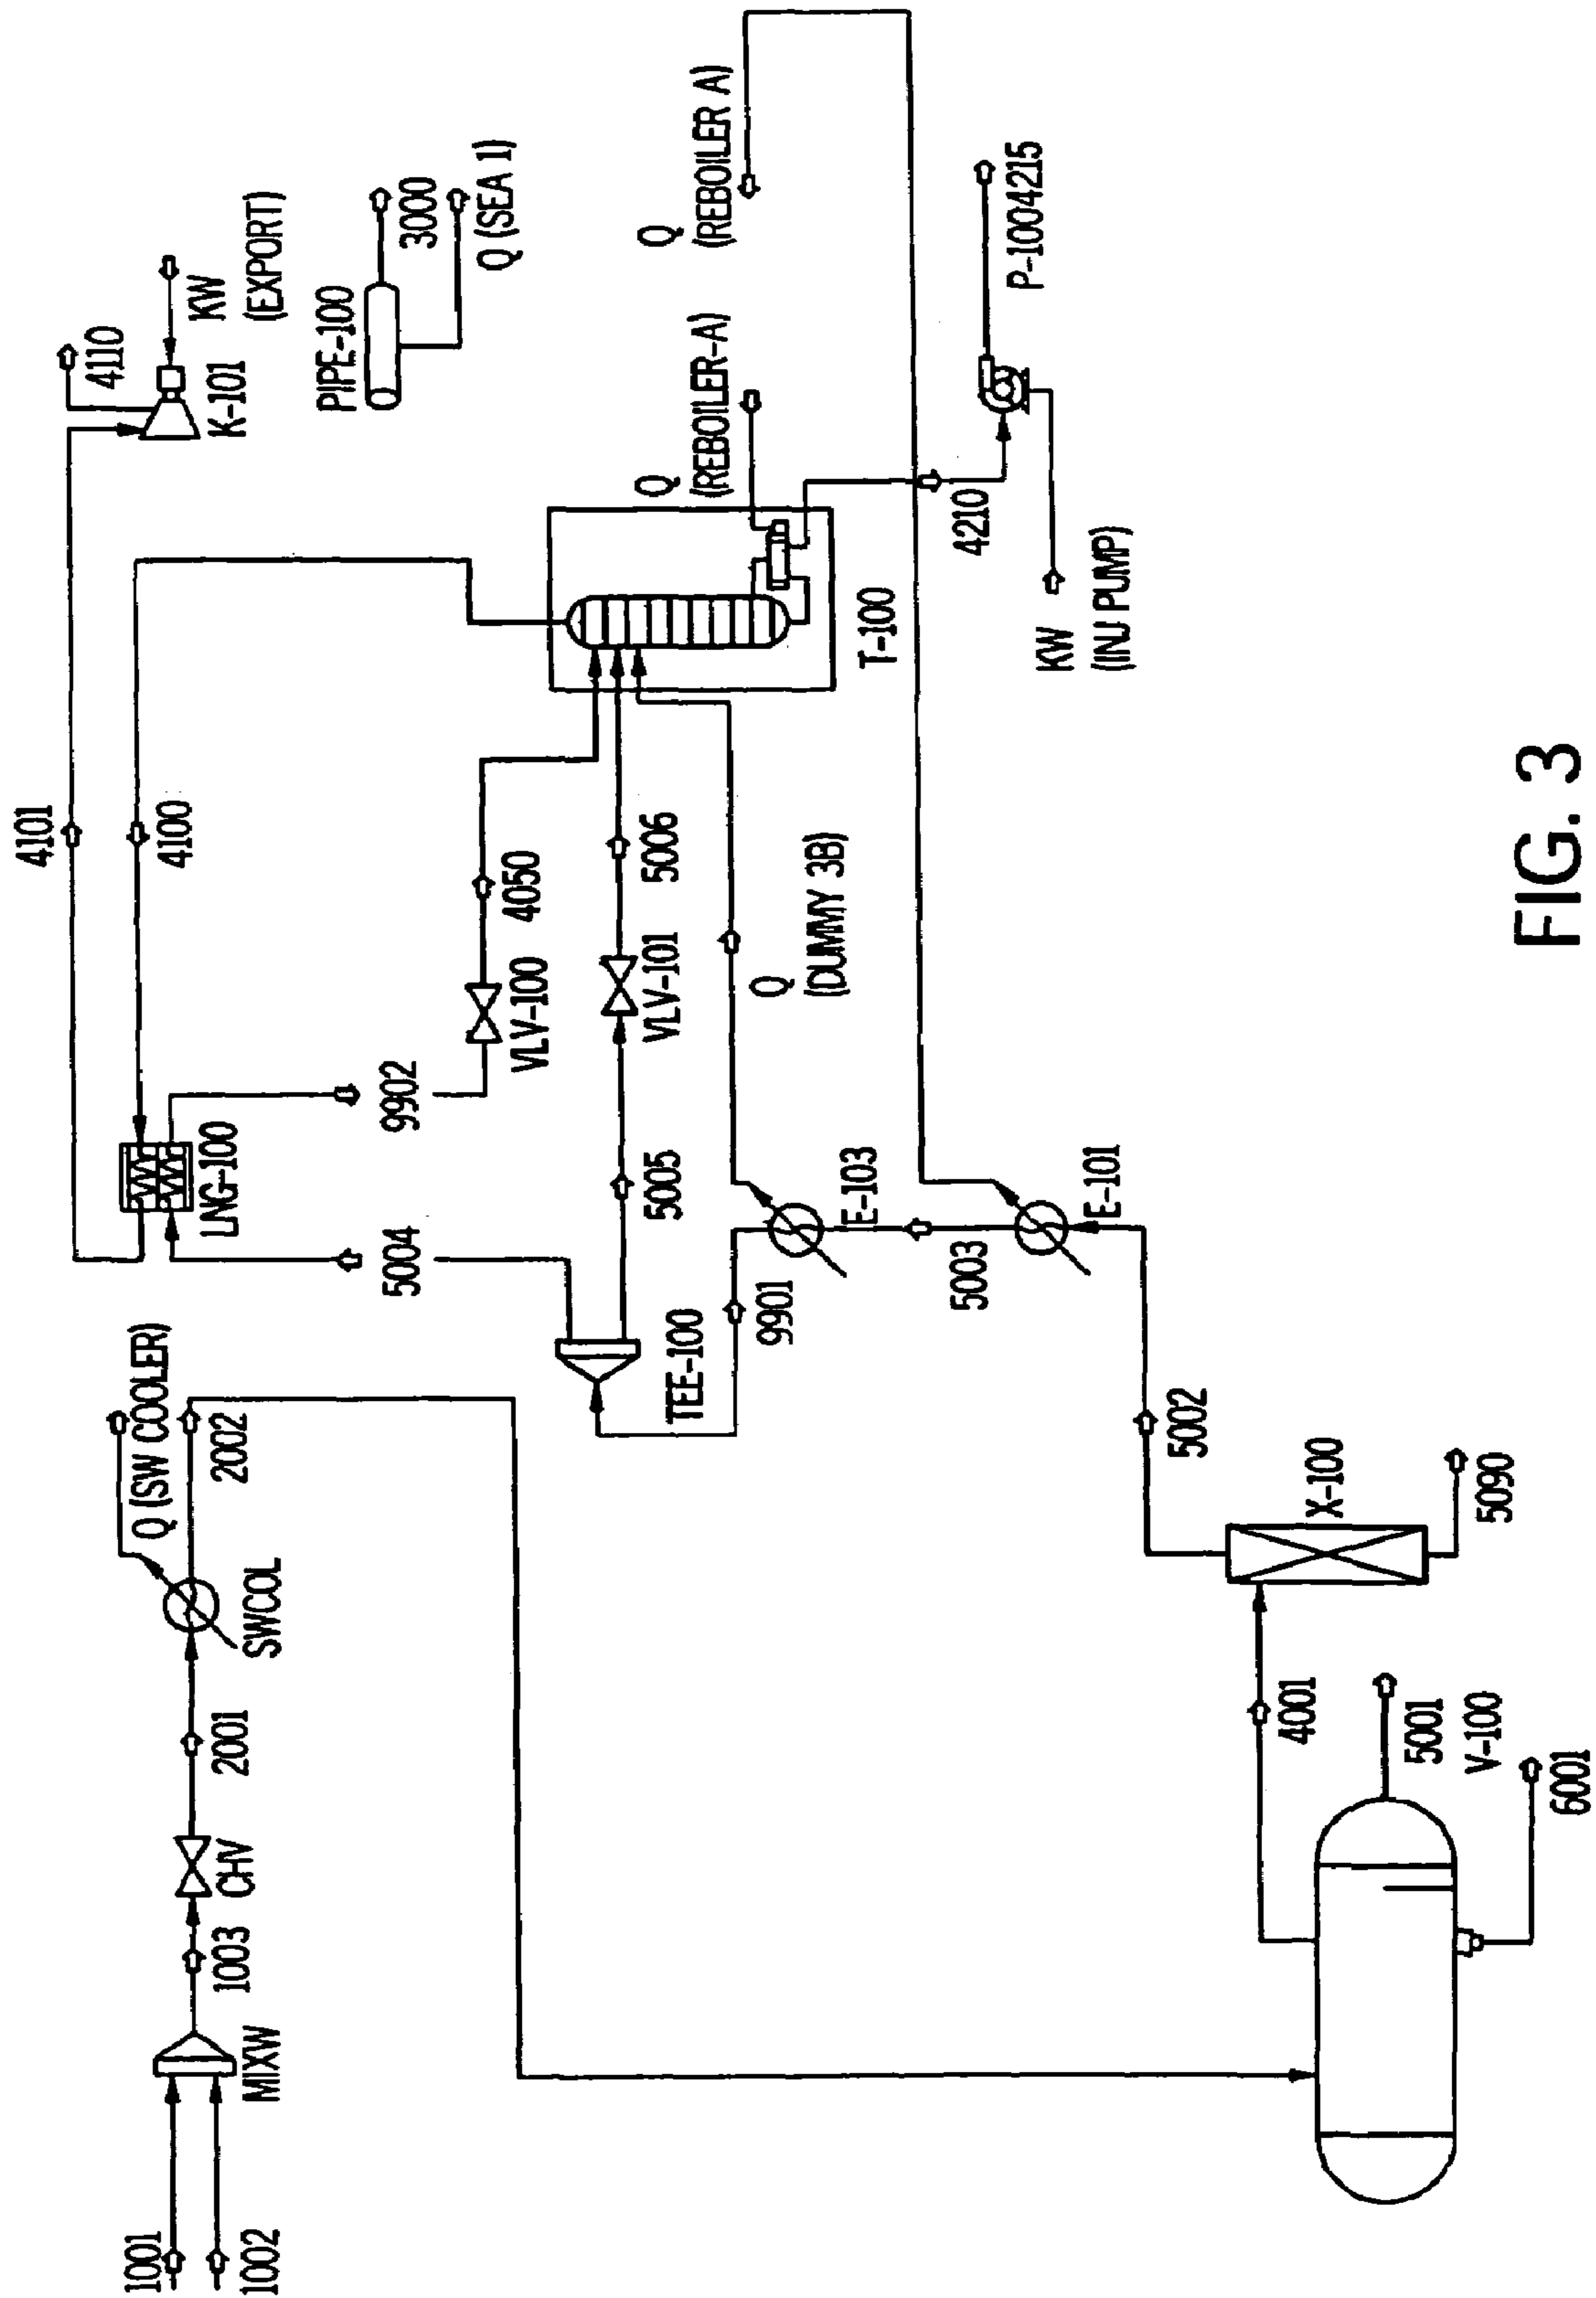 1001
1002
MIXW
1003
CHV
2001
SWCOL
Q (SW COOLER)
2002
5004
LNG-100
9902
4101
4100
VLV-100
4050
4110
K-101
KW
(EXPORT)
PIPE-100
3000
Q (SEA 1)
TEE-100
5005
VLV-101
5006
9901
E-103
Q
(DUMMY 3B)
T-100
Q
(REBOILER-A)
Q
(REBOILER A)
5003
E-101
4210
P-1004215
KW
(INJ PUMP)
4001
5002
X-100
5090
5001
V-100
6001
FIG. 3